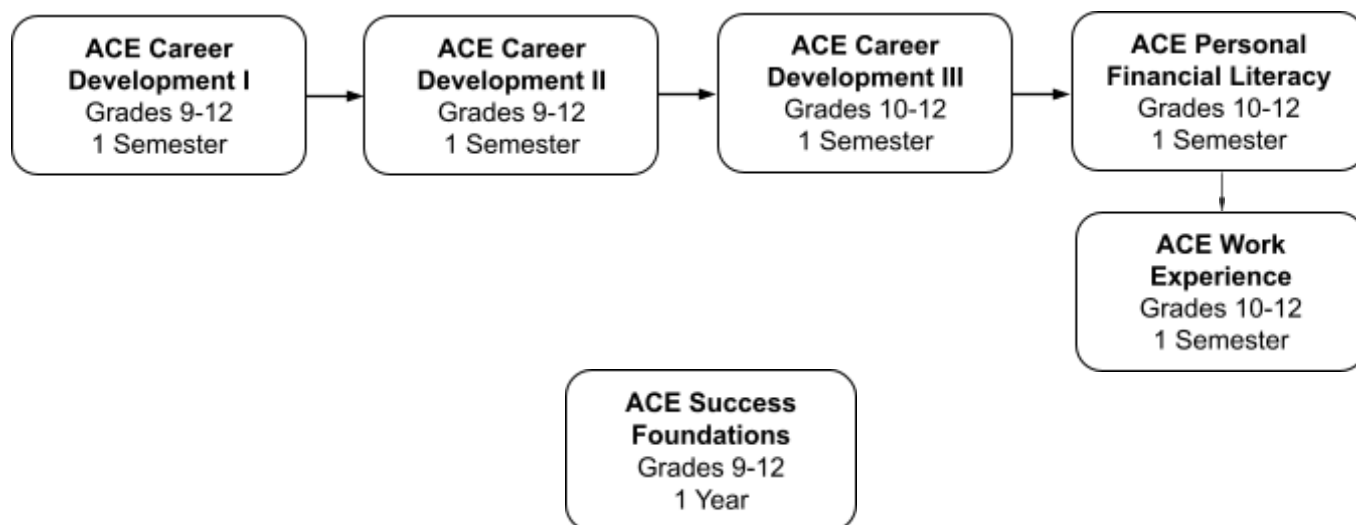 ACE Career
Development I
Grades 9-12
1 Semester
ACE Career
Development II
Grades 9-12
1 Semester
ACE Career
Development III
Grades 10-12
1 Semester
ACE Personal
Financial Literacy
Grades 10-12
1 Semester
ACE Work
Experience
Grades 10-12
1 Semester
ACE Success
Foundations
Grades 9-12
1 Year